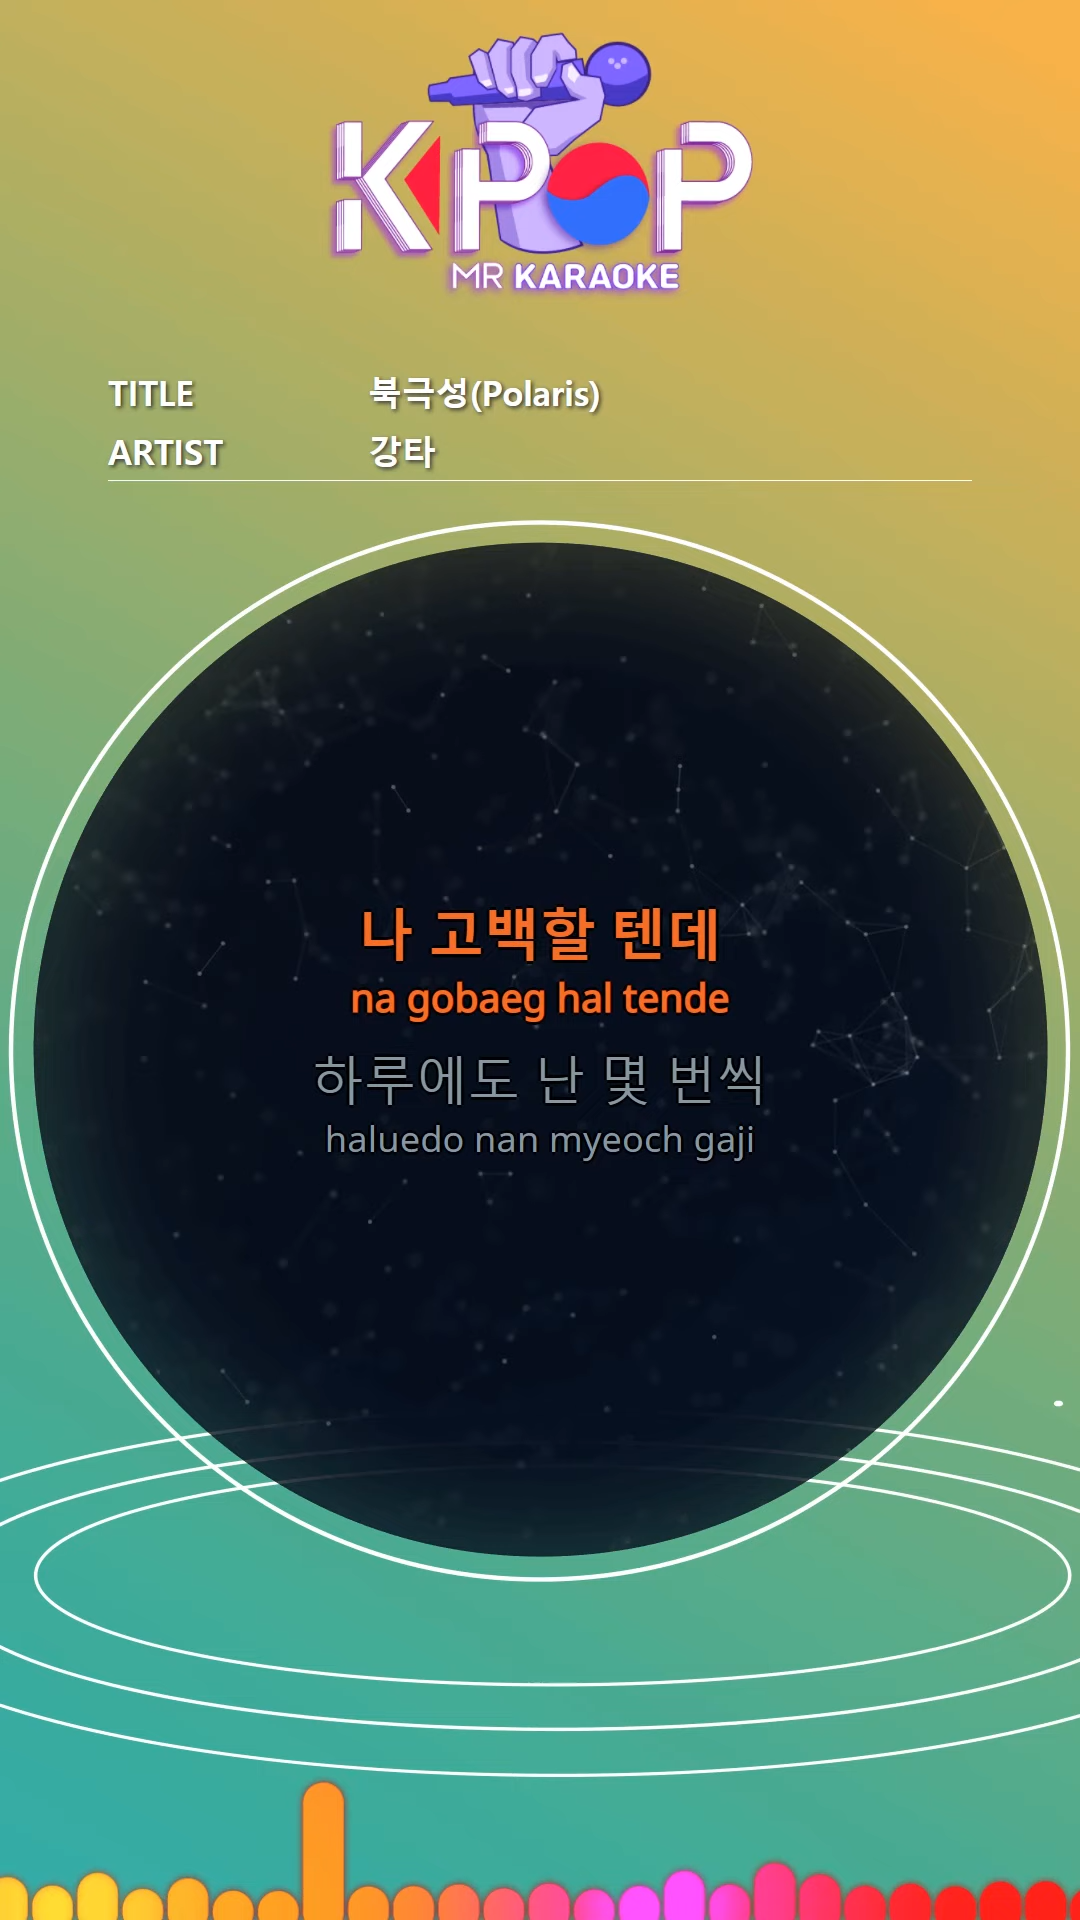 KPOP
MR KARAOKE
TITLE 북극성(Polaris)
ARTIST 강타
나 고백할 텐데
na gobaeg hal tende
하루에도 난 몇 번씩
haluedo nan myeoch gaji